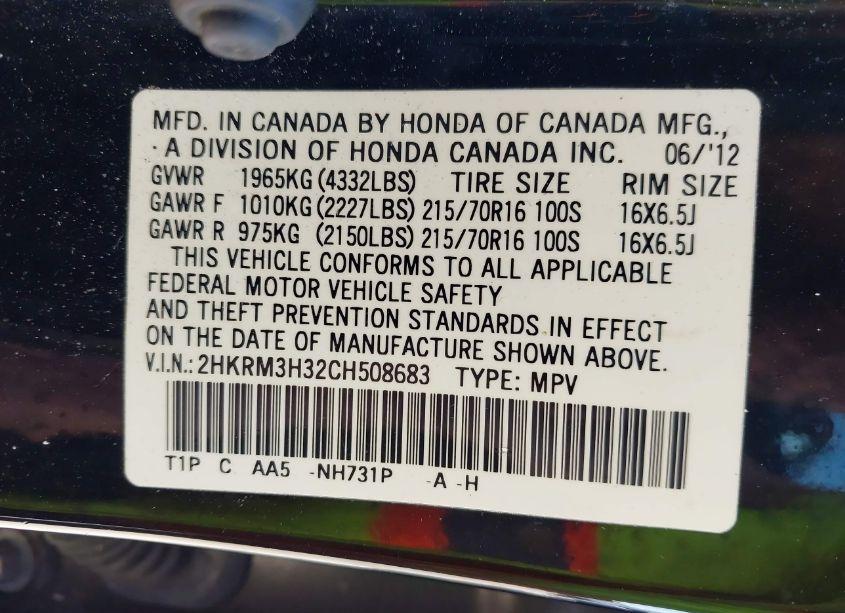 MFD. IN CANADA BY HONDA OF CANADA MFG.,
A DIVISION OF HONDA CANADA INC. 06/'12
GVWR 1965KG (4332LBS) TIRE SIZE RIM SIZE
GAWR F 1010KG (2227LBS) 215/70R16 100S 16X6.5J
GAWR R 975KG (2150LBS) 215/70R16 100S 16X6.5J
THIS VEHICLE CONFORMS TO ALL APPLICABLE
FEDERAL MOTOR VEHICLE SAFETY
AND THEFT PREVENTION STANDARDS IN EFFECT
ON THE DATE OF MANUFACTURE SHOWN ABOVE.
V.I.N.: 2HKRM3H32CH508683 TYPE: MPV
T1P C AA5 -NH731P -A -H